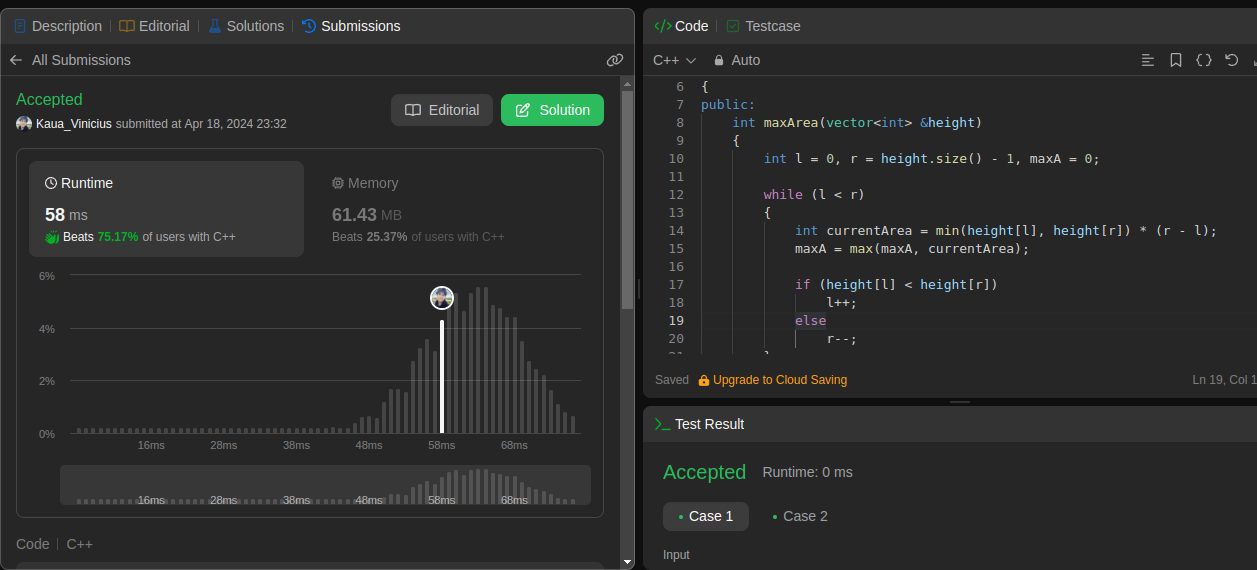 Description | Editorial | Solutions | Submissions
All Submissions
Accepted
Kaua_Vinicius submitted at Apr 18, 2024 23:32
Editorial
Solution
Runtime
58 ms
Beats 75.17% of users with C++
Memory
61.43 MB
Beats 25.37% of users with C++
6%
4%
2%
0%
16ms 28ms 38ms 48ms 58ms 68ms
16ms 28ms 38ms 48ms 58ms 68ms
Code | C++
Code | Testcase
C++ Auto
6 {
7 public:
8 int maxArea(vector<int> &height)
9 {
10 int l = 0, r = height.size() - 1, maxA = 0;
11
12 while (l < r)
13 {
14 int currentArea = min(height[l], height[r]) * (r - l);
15 maxA = max(maxA, currentArea);
16
17 if (height[l] < height[r])
18 l++;
19 else
20 r--;
21 }
Saved Upgrade to Cloud Saving Ln 19, Col 1
Test Result
Accepted Runtime: 0 ms
• Case 1 • Case 2
Input